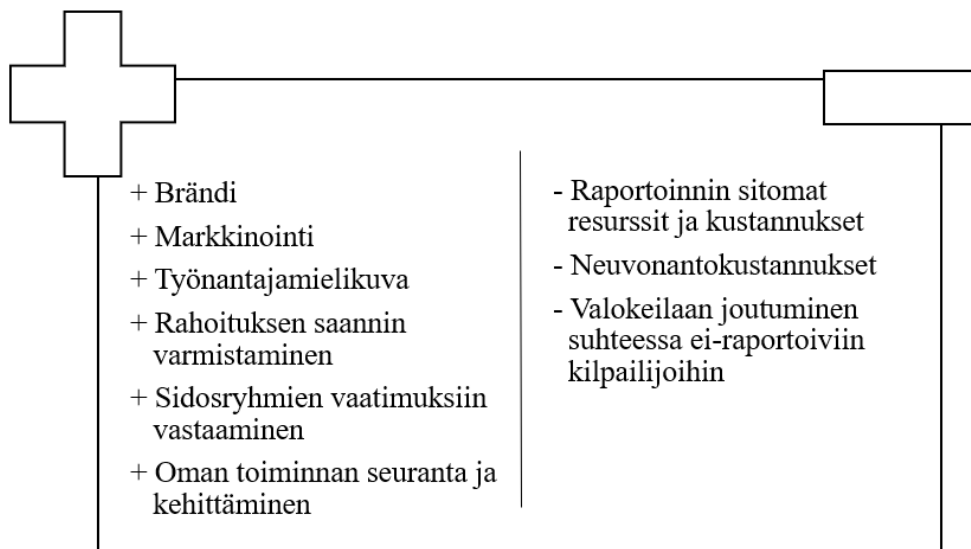 + Brändi
+ Markkinointi
+ Työnantajamielikuva
+ Rahoituksen saannin
varmistaminen
+ Sidosryhmien vaatimuksiin
vastaaminen
+ Oman toiminnan seuranta ja
kehittäminen
- Raportoinnin sitomat
resurssit ja kustannukset
- Neuvonantokustannukset
- Valokeilaan joutuminen
suhteessa ei-raportoiviin
kilpailijoihin